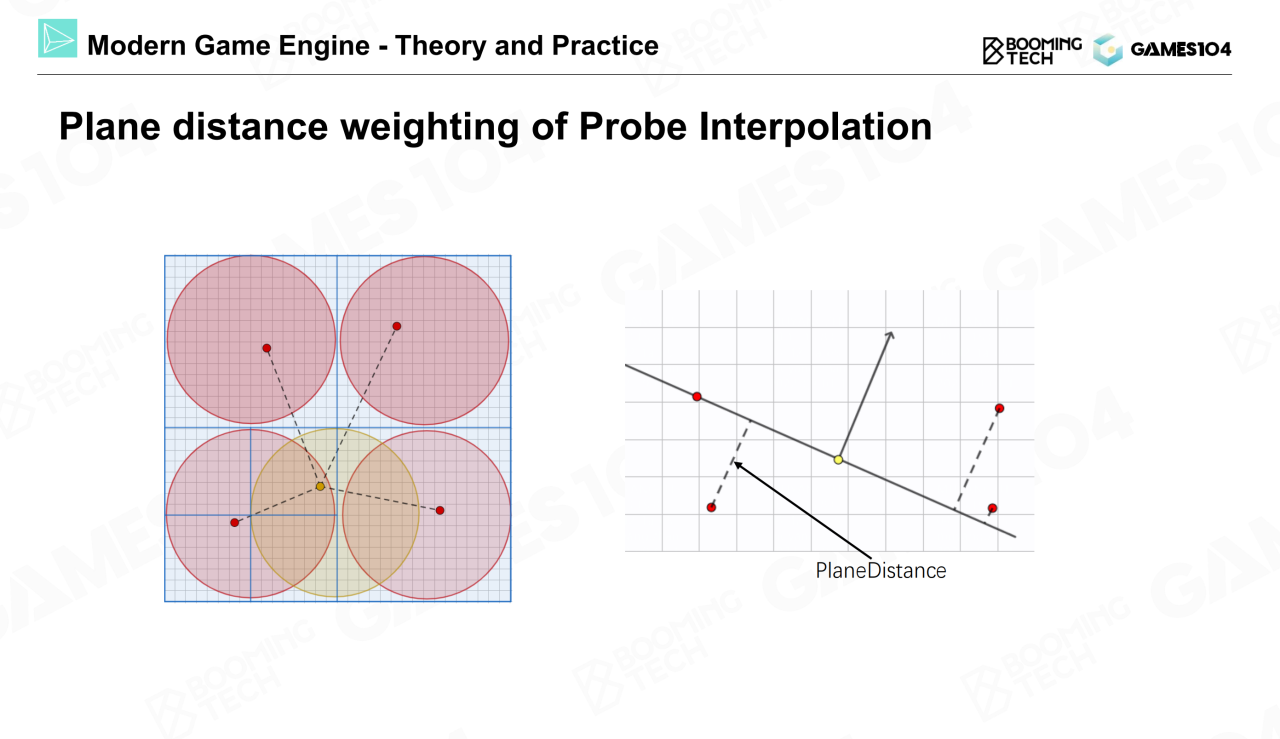 Modern Game Engine - Theory and Practice
BOOMING
TECH
GAMES104
Plane distance weighting of Probe Interpolation
PlaneDistance